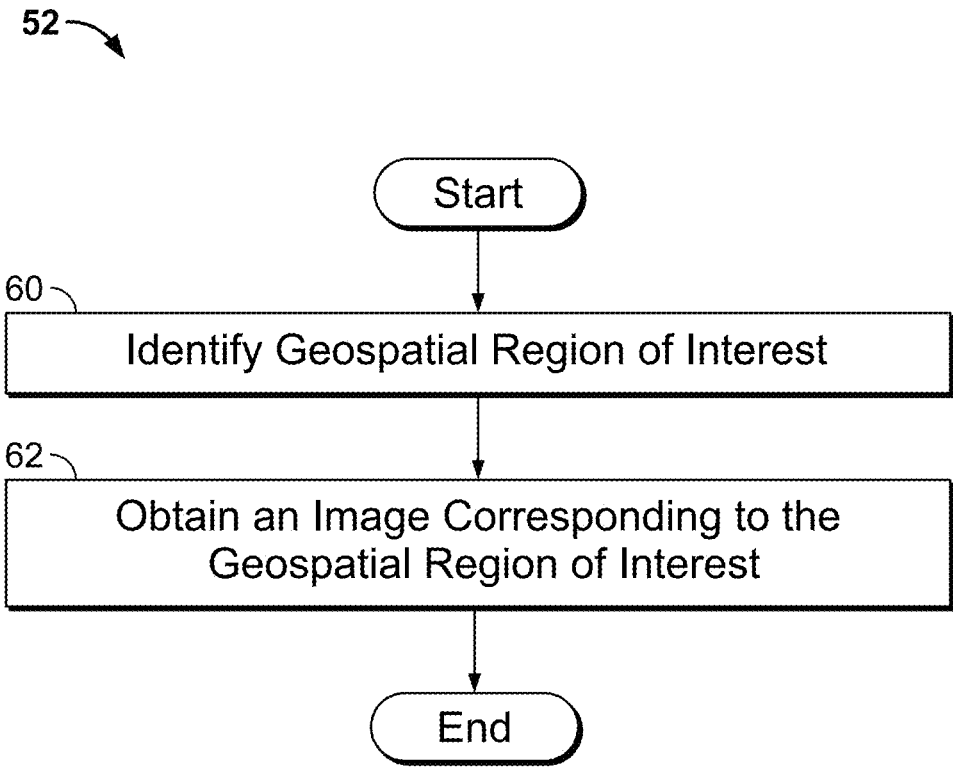 52
Start
60
Identify Geospatial Region of Interest
62
Obtain an Image Corresponding to the
Geospatial Region of Interest
End